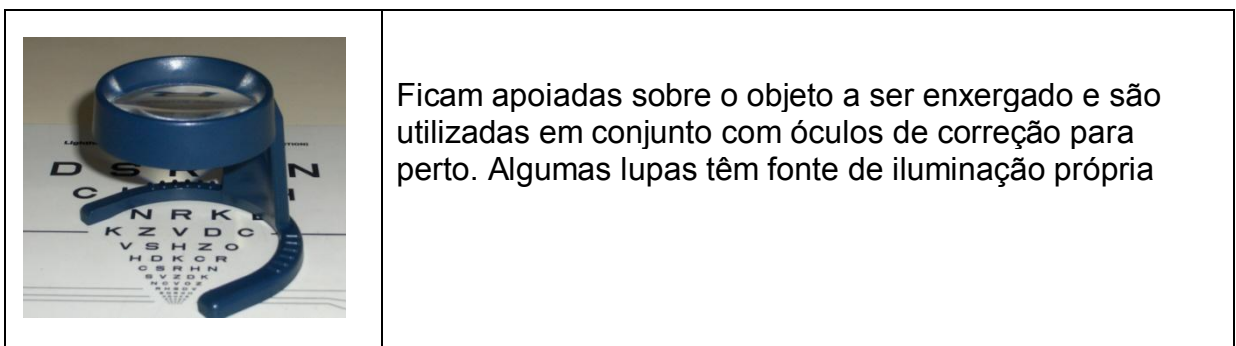 D S R K N
C
N R K
K Z V D C
V S H Z O
H D K C R
C S R H N
S V Z D K
N C V O Z
Ficam apoiadas sobre o objeto a ser enxergado e são
utilizadas em conjunto com óculos de correção para
perto. Algumas lupas têm fonte de iluminação própria